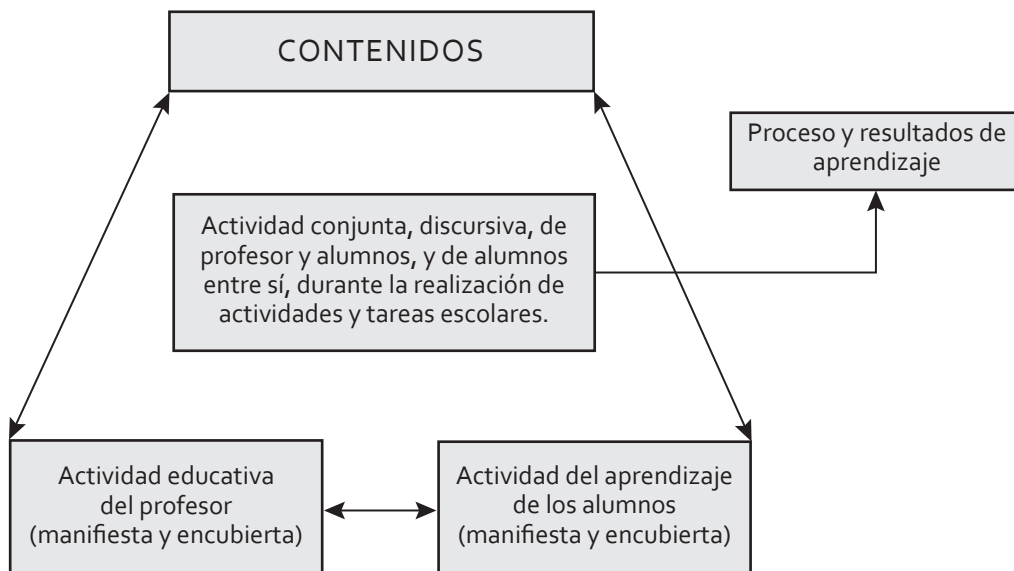 CONTENIDOS
Proceso y resultados de
aprendizaje
Actividad conjunta, discursiva, de
profesor y alumnos, y de alumnos
entre sí, durante la realización de
actividades y tareas escolares.
Actividad educativa
del profesor
(manifiesta y encubierta)
Actividad del aprendizaje
de los alumnos
(manifiesta y encubierta)